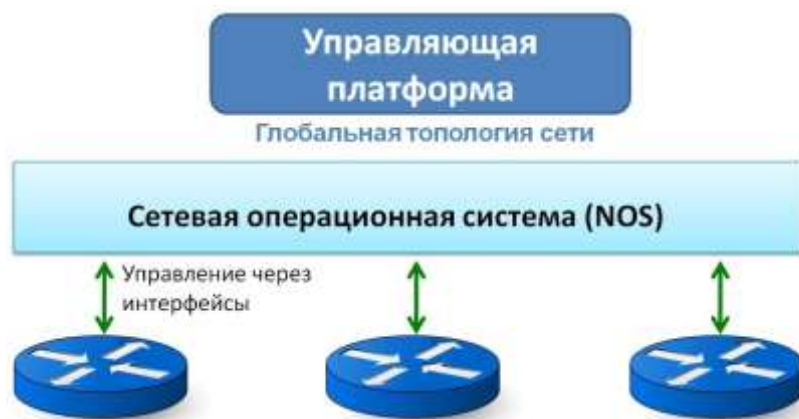 Управляющая
платформа
Глобальная топология сети
Сетевая операционная система (NOS)
Управление через
интерфейсы